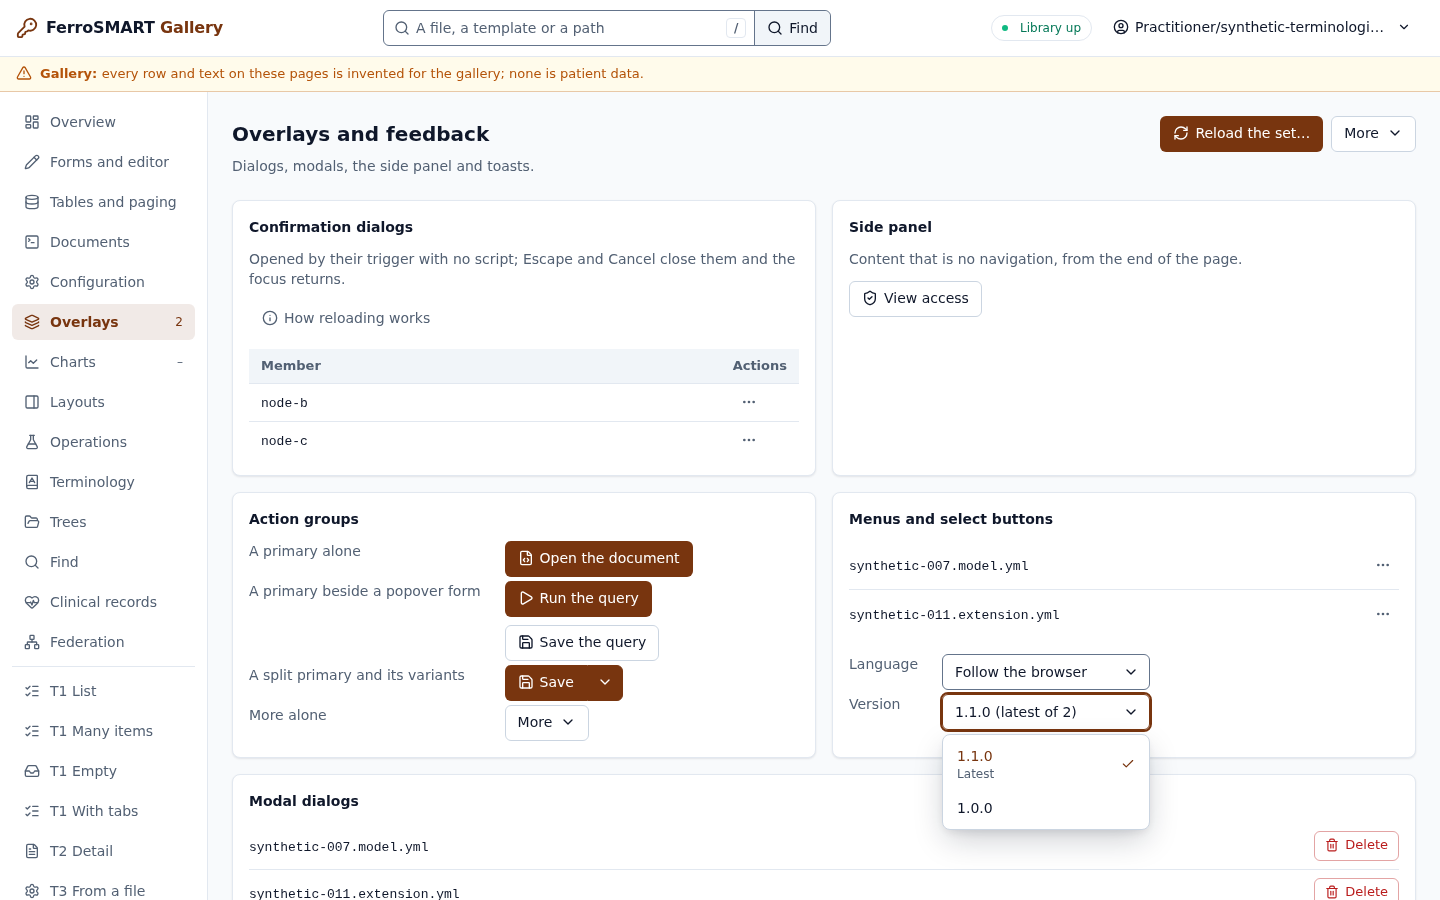 FerroSMART Gallery
A file, a template or a path
/
Find
Library up
Practitioner/synthetic-terminologi...
Gallery: every row and text on these pages is invented for the gallery; none is patient data.
Overview
Forms and editor
Tables and paging
Documents
Configuration
Overlays 2
Charts –
Layouts
Operations
Terminology
Trees
Find
Clinical records
Federation
T1 List
T1 Many items
T1 Empty
T1 With tabs
T2 Detail
T3 From a file
Overlays and feedback
Dialogs, modals, the side panel and toasts.
Reload the set...
More
Confirmation dialogs
Opened by their trigger with no script; Escape and Cancel close them and the
focus returns.
How reloading works
Member Actions
node-b
node-c
Side panel
Content that is no navigation, from the end of the page.
View access
Action groups
A primary alone
Open the document
A primary beside a popover form
Run the query
Save the query
A split primary and its variants
Save
More alone
More
Menus and select buttons
synthetic-007.model.yml
synthetic-011.extension.yml
Language
Follow the browser
Version
1.1.0 (latest of 2)
1.1.0
Latest
1.0.0
Modal dialogs
synthetic-007.model.yml
Delete
synthetic-011.extension.yml
Delete